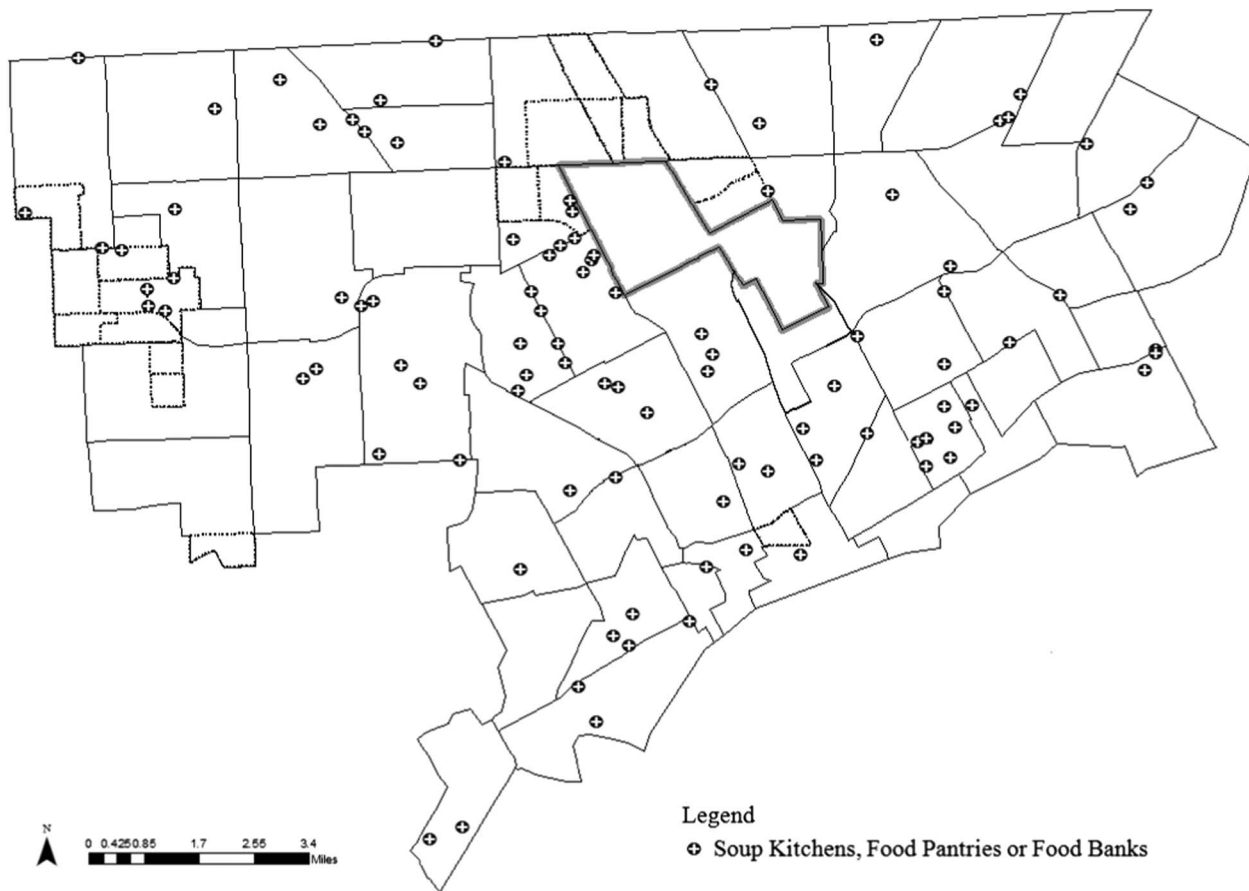 Legend
N
0 0.4250.85 1.7 2.55 3.4
Miles
Soup Kitchens, Food Pantries or Food Banks